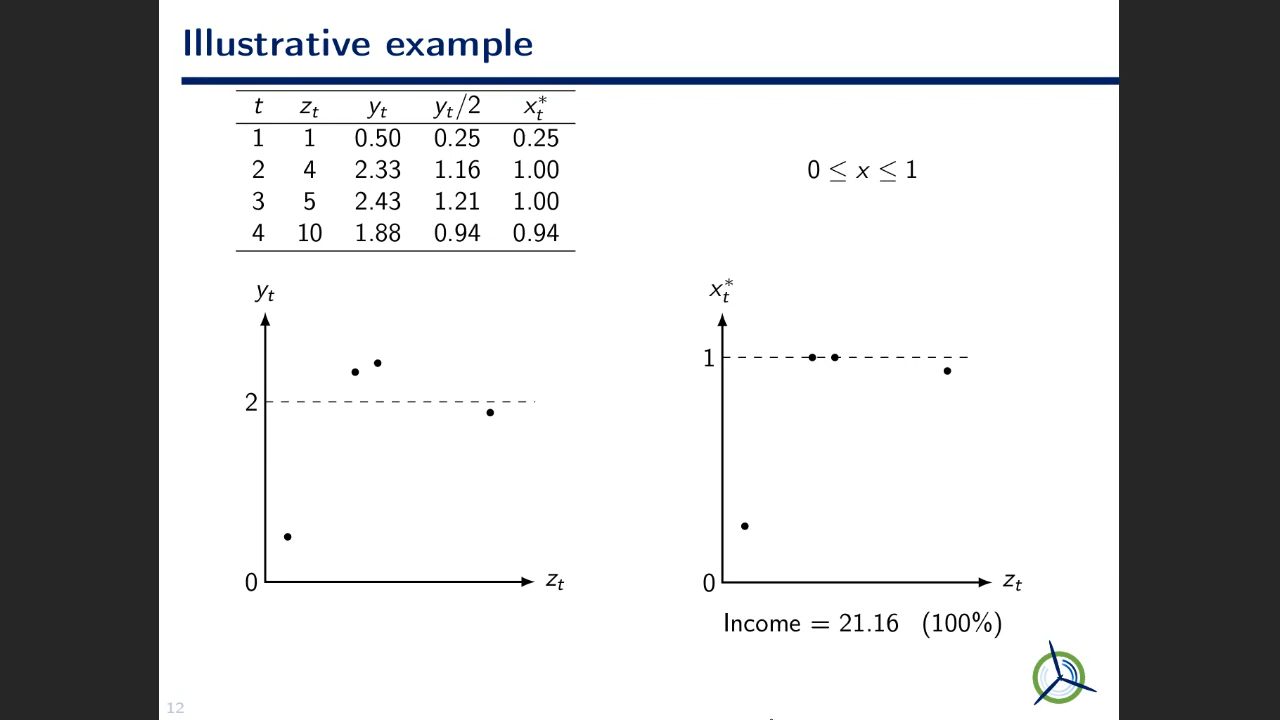 Illustrative example
t z_t y_t y_t/2 x_t^*
1 1 0.50 0.25 0.25
2 4 2.33 1.16 1.00
3 5 2.43 1.21 1.00
4 10 1.88 0.94 0.94
0 ≤ x ≤ 1
y_t
2
0
z_t
x_t^*
1
0
z_t
Income = 21.16 (100%)
12